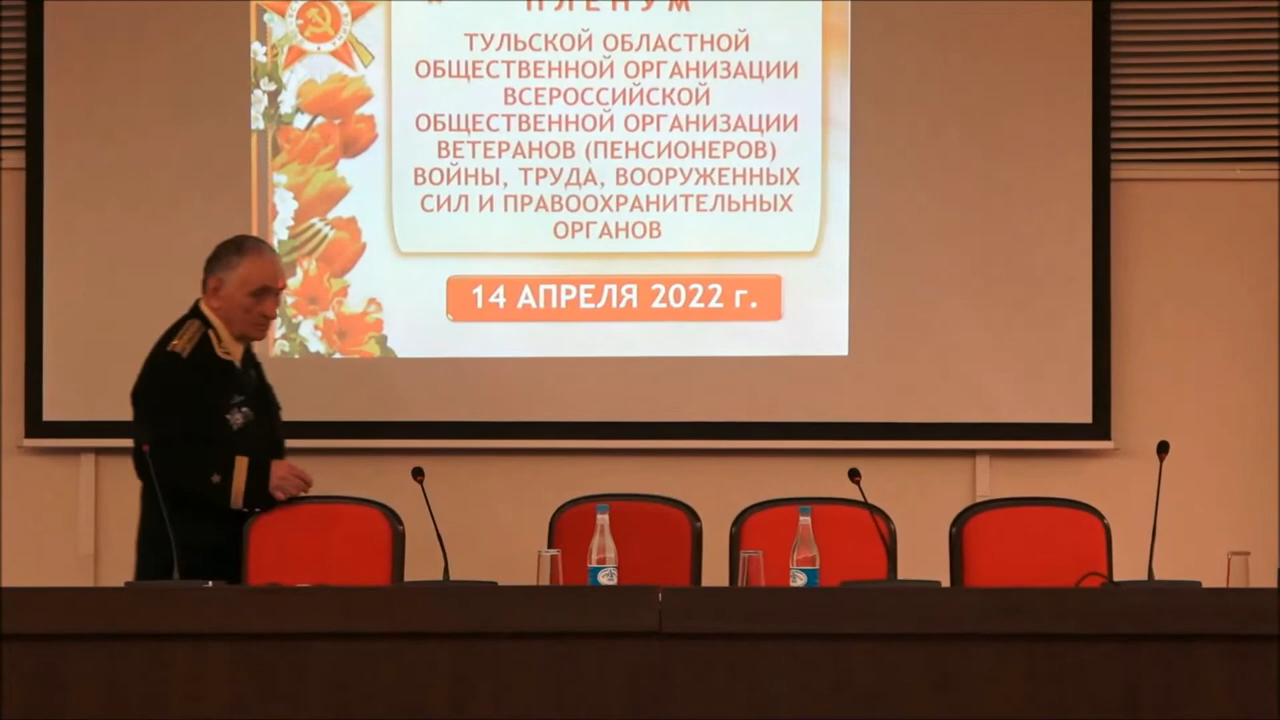 ПЛЕНУМ
ТУЛЬСКОЙ ОБЛАСТНОЙ
ОБЩЕСТВЕННОЙ ОРГАНИЗАЦИИ
ВСЕРОССИЙСКОЙ
ОБЩЕСТВЕННОЙ ОРГАНИЗАЦИИ
ВЕТЕРАНОВ (ПЕНСИОНЕРОВ)
ВОЙНЫ, ТРУДА, ВООРУЖЕННЫХ
СИЛ И ПРАВООХРАНИТЕЛЬНЫХ
ОРГАНОВ
14 АПРЕЛЯ 2022 г.